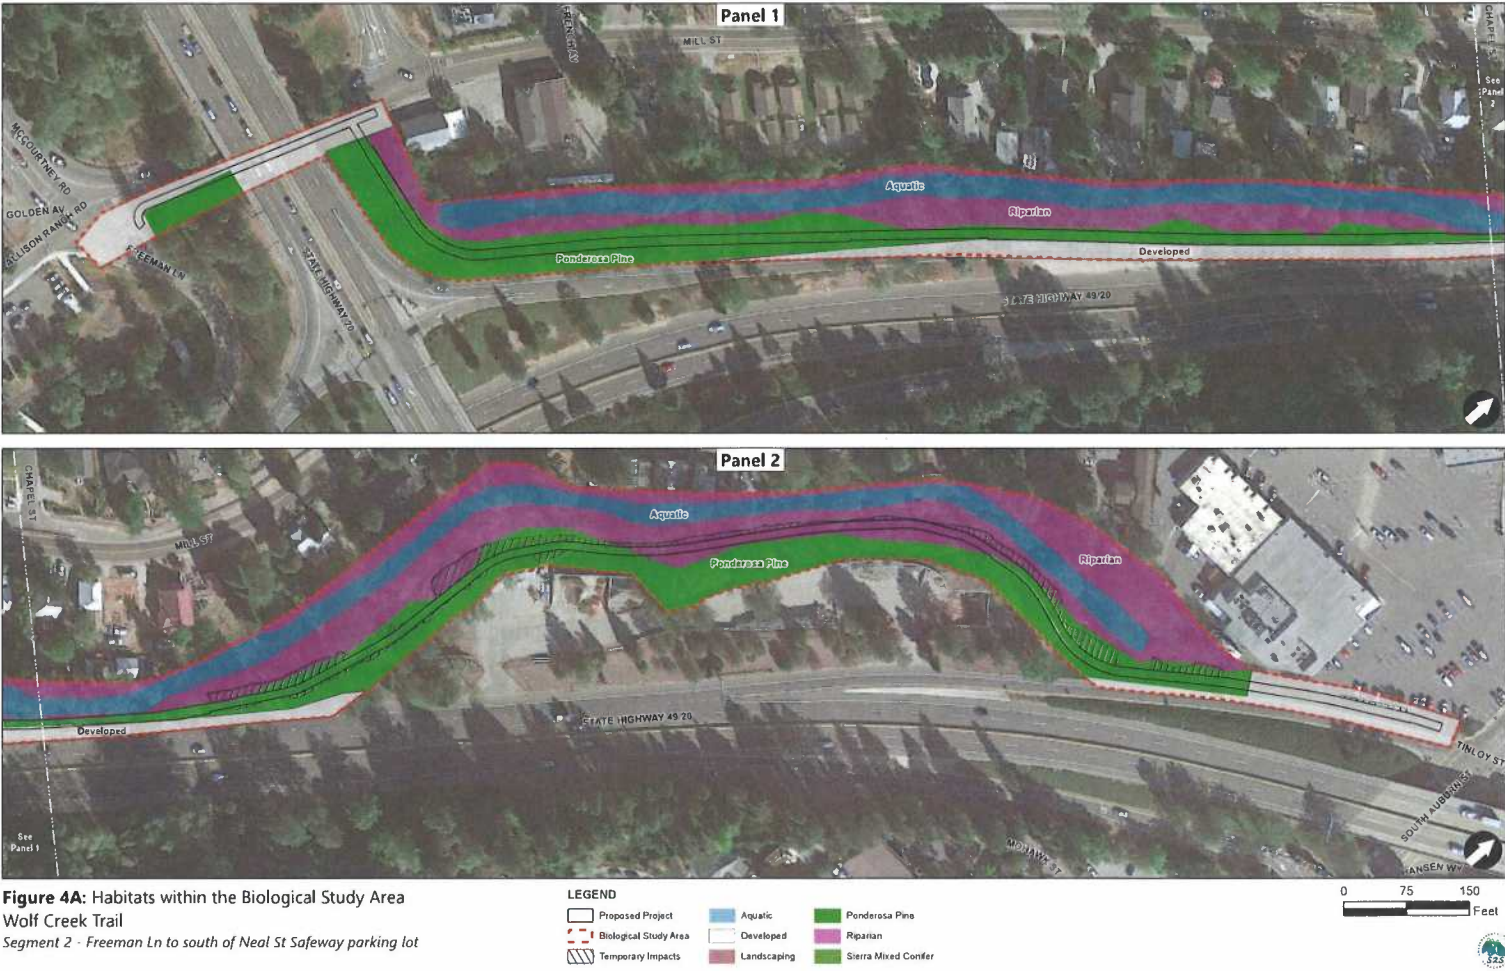 Panel 1
FRENCH AV
MILL ST
CHAPEL ST
See
Panel
2
MCCOURTNEY RD
GOLDEN AV
ALLISON RANCH RD
FREEMAN LN
STATE HIGHWAY 20
Aquatic
Riparian
Ponderosa Pine
Developed
STATE HIGHWAY 49/20
Panel 2
CHAPEL ST
MILL ST
Aquatic
Ponderosa Pine
Riparian
Developed
STATE HIGHWAY 49/20
TINLOY ST
SOUTH AUBURN ST
HANSEN WY
MOHAWK ST
See
Panel 1
Figure 4A: Habitats within the Biological Study Area
Wolf Creek Trail
Segment 2 - Freeman Ln to south of Neal St Safeway parking lot
LEGEND
Proposed Project
Aquatic
Ponderosa Pine
Biological Study Area
Developed
Riparian
Temporary Impacts
Landscaping
Sierra Mixed Conifer
0 75 150
Feet
S2S